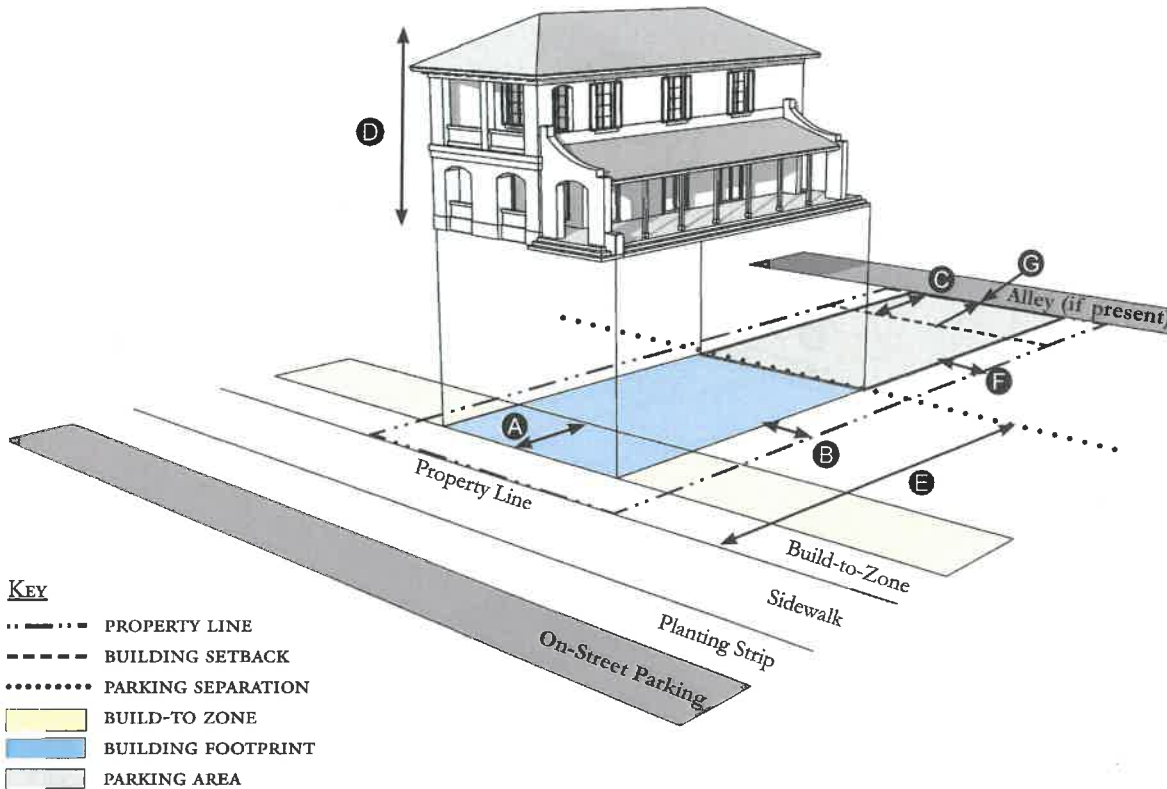 D
C
G
Alley (if present)
F
A
B
E
Property Line
Build-to-Zone
Sidewalk
Planting Strip
On-Street Parking
KEY
PROPERTY LINE
BUILDING SETBACK
PARKING SEPARATION
BUILD-TO ZONE
BUILDING FOOTPRINT
PARKING AREA